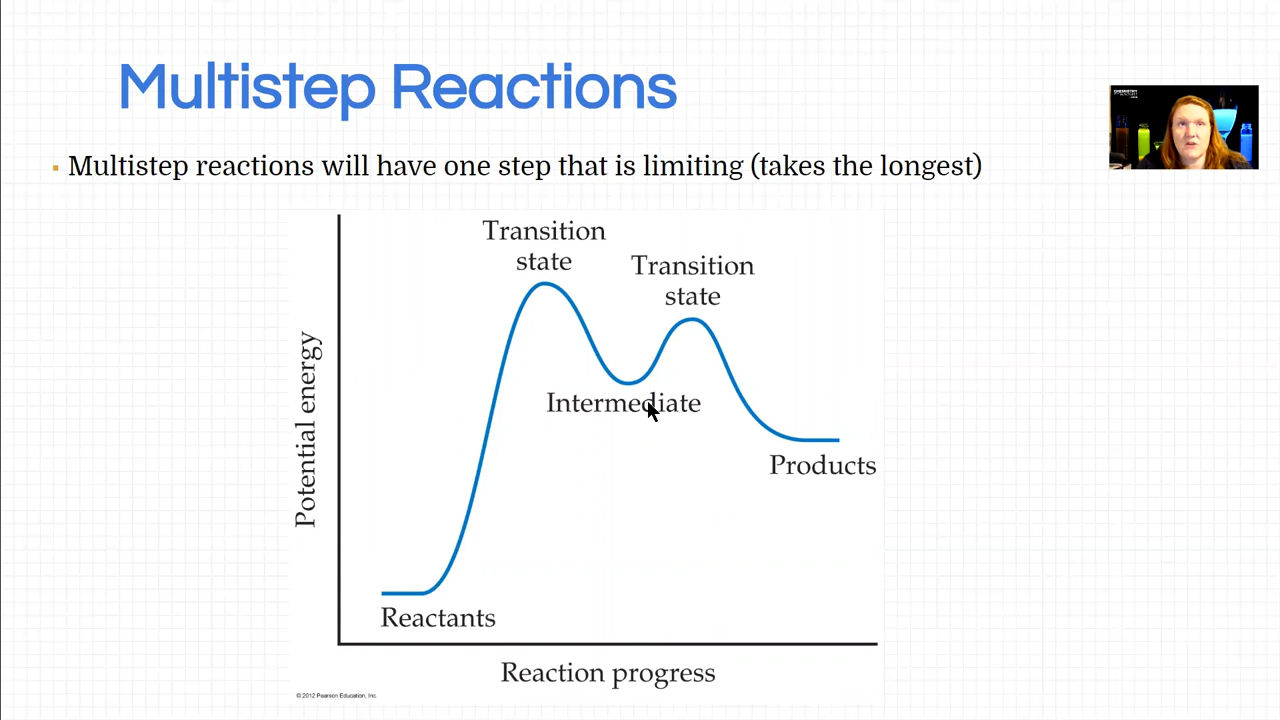 Multistep Reactions
▪ Multistep reactions will have one step that is limiting (takes the longest)
Transition
state
Transition
state
Potential energy
Intermediate
Products
Reactants
Reaction progress
© 2012 Pearson Education, Inc.
CHEMISTRY